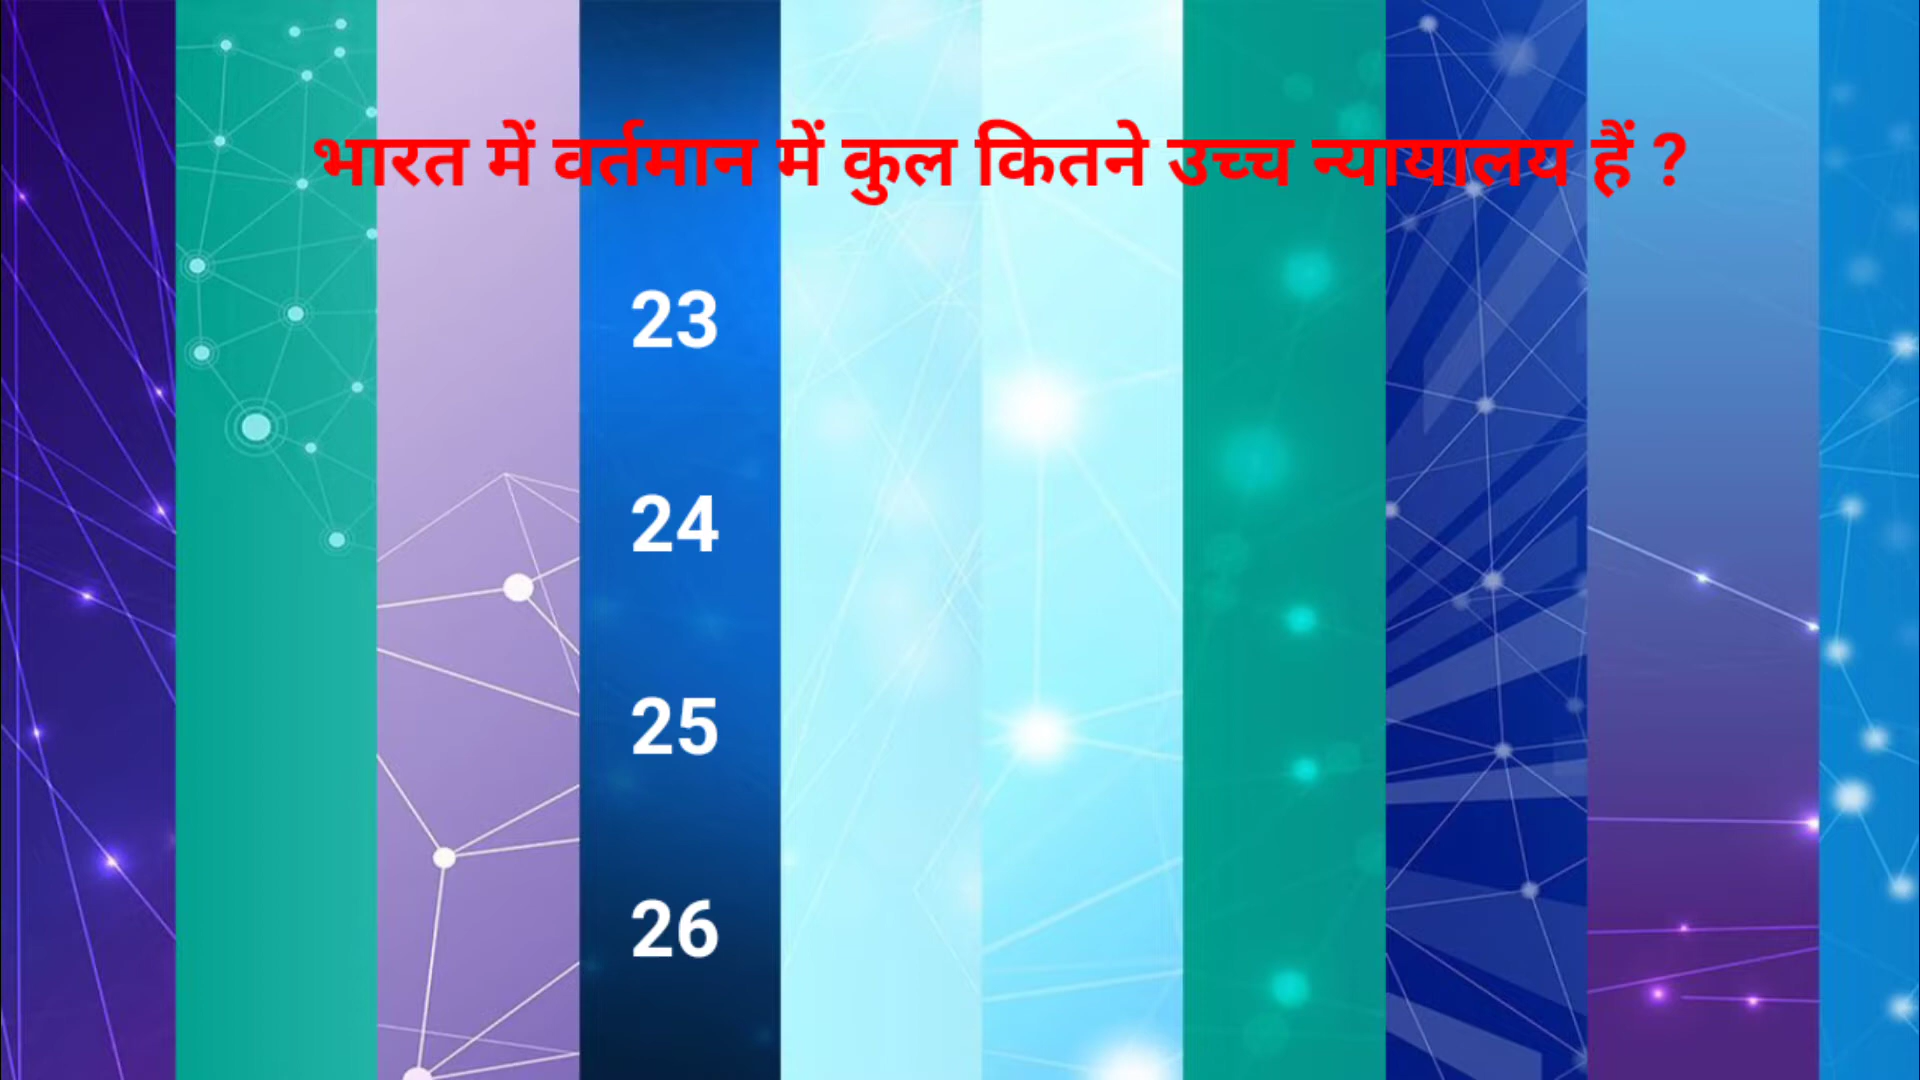 भारत में वर्तमान में कुल कितने उच्च न्यायालय हैं ?
23
24
25
26